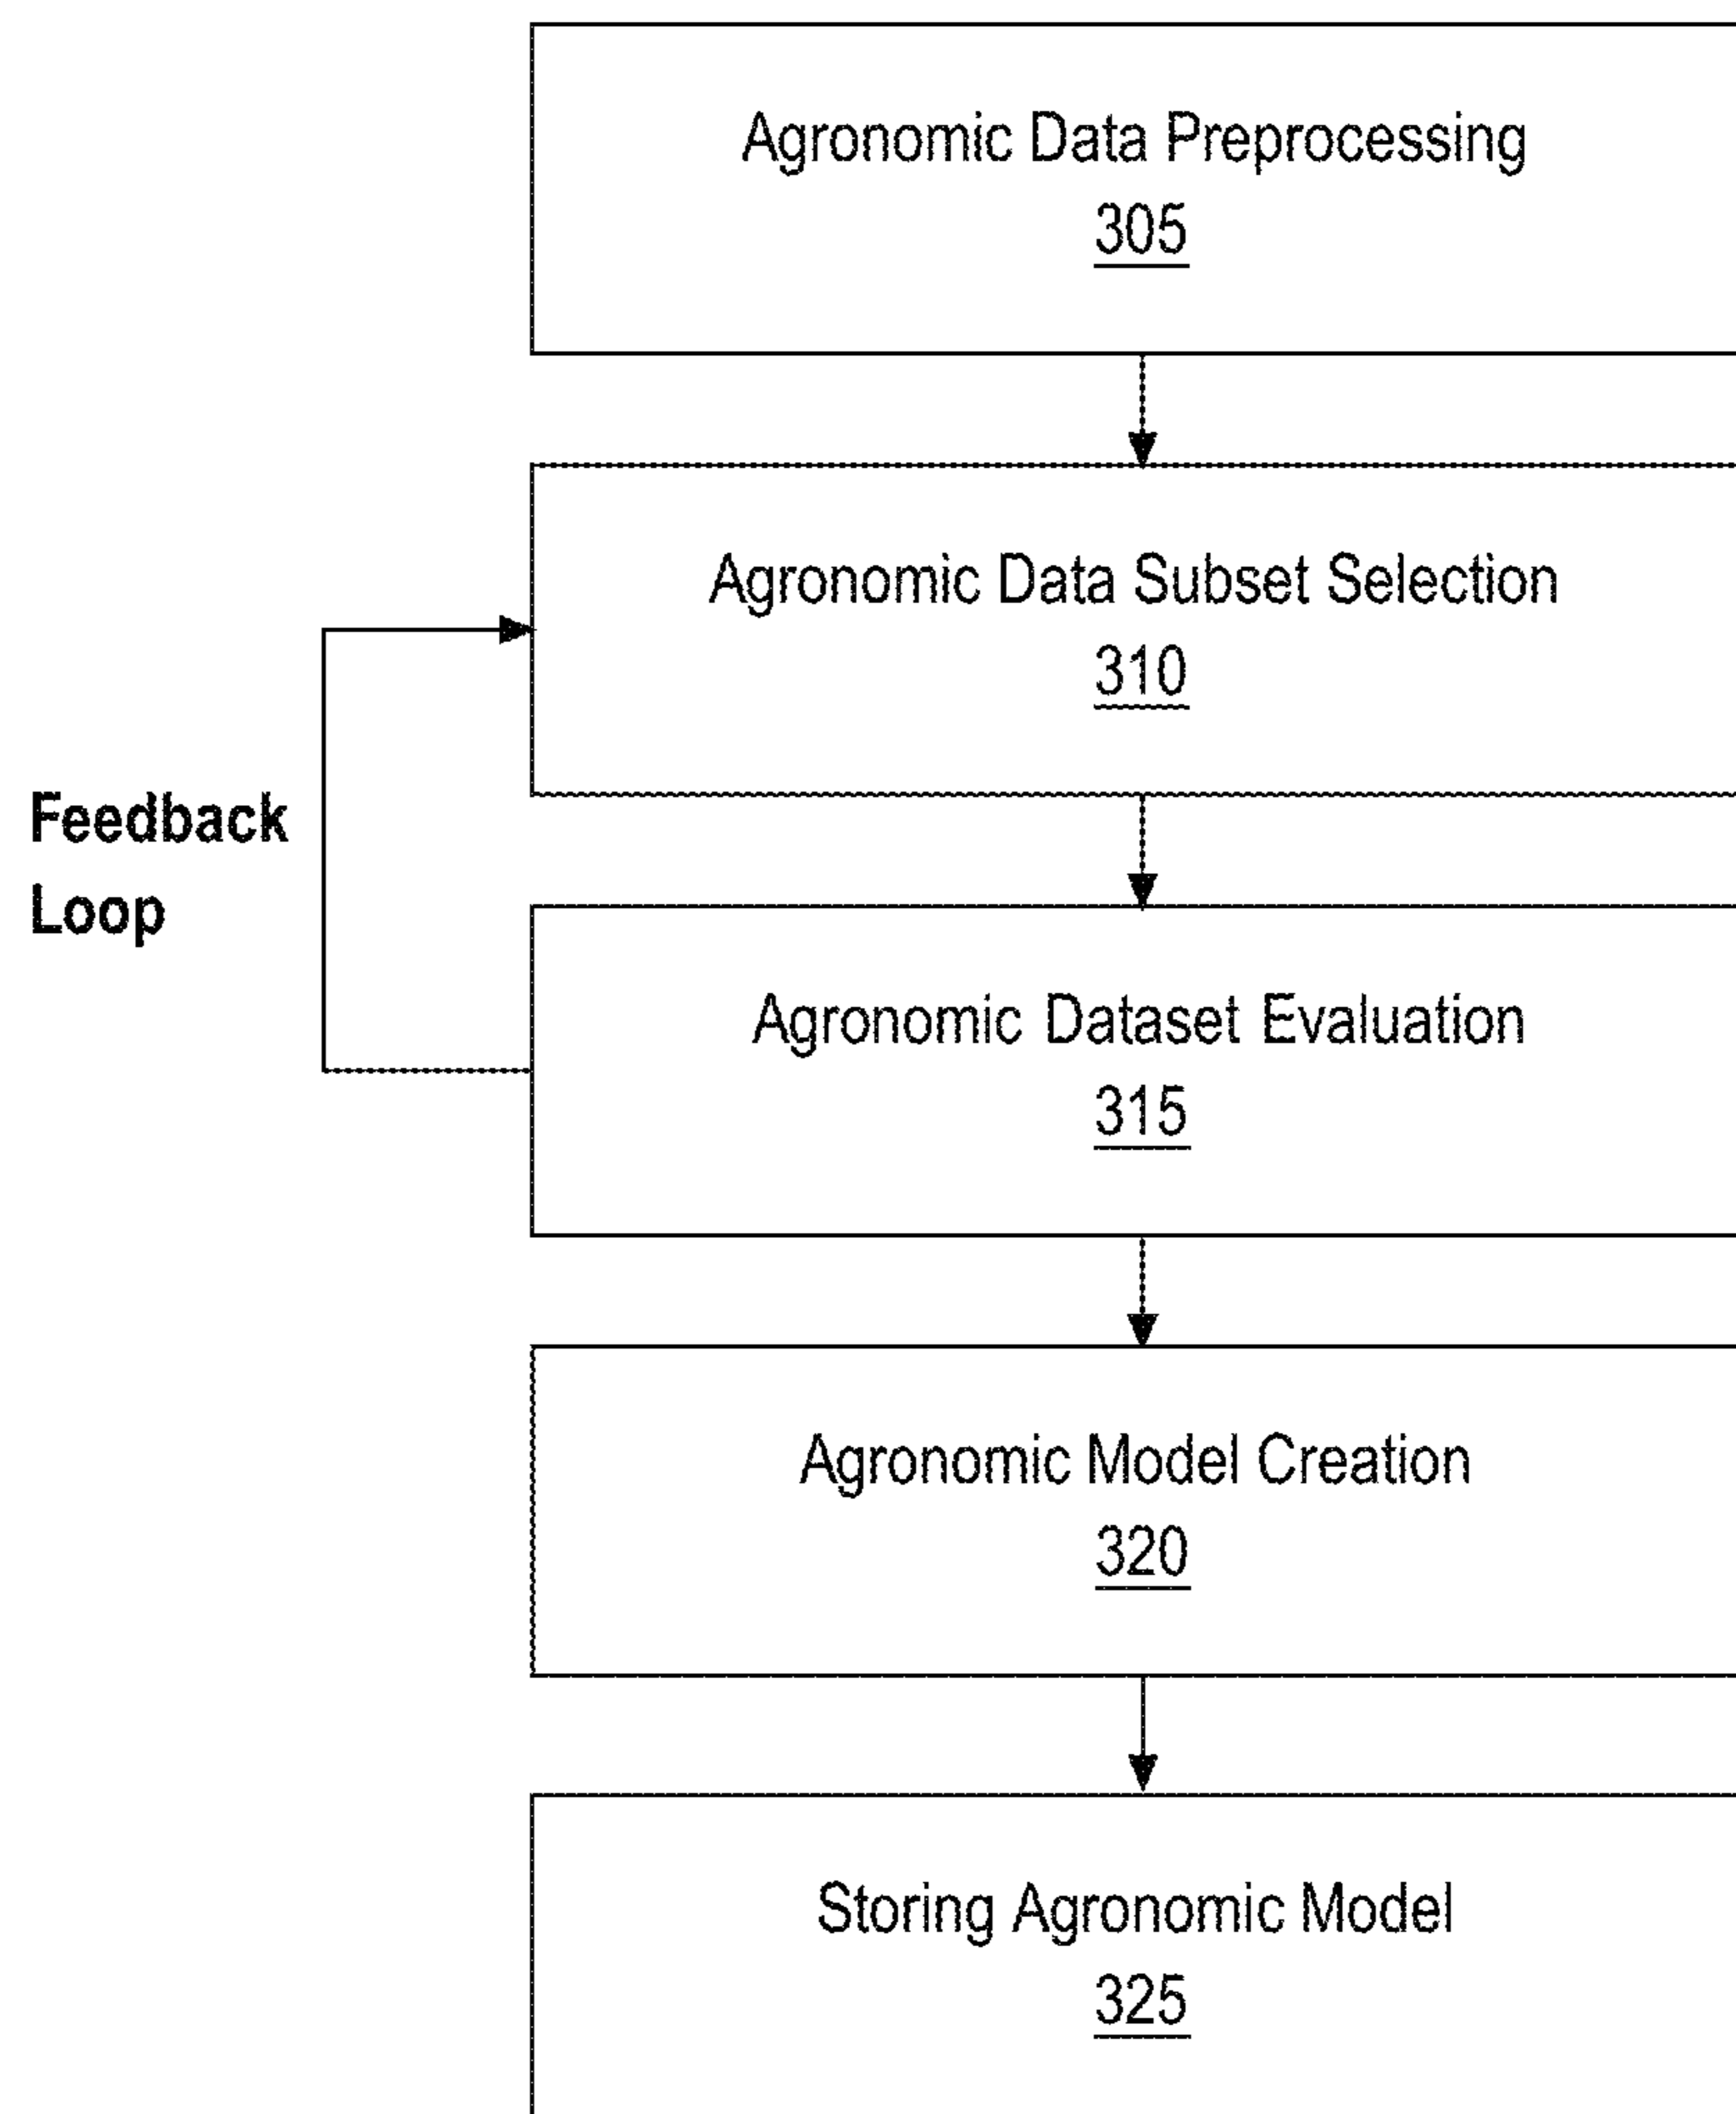 Agronomic Data Preprocessing
305
Agronomic Data Subset Selection
310
Feedback
Loop
Agronomic Dataset Evaluation
315
Agronomic Model Creation
320
Storing Agronomic Model
325